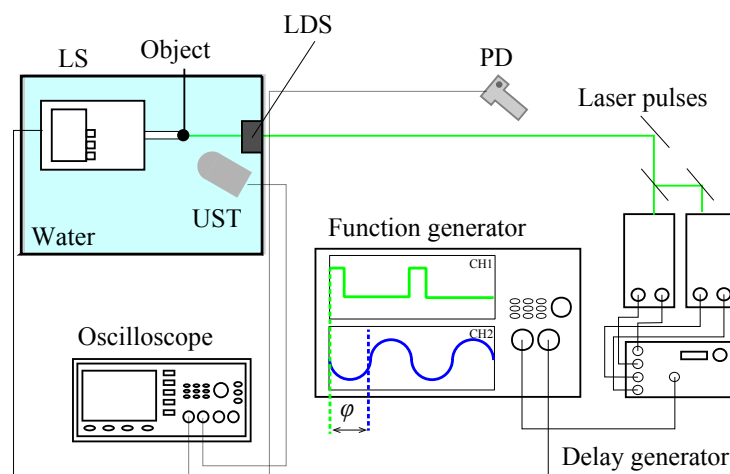 LDS
Object
LS
PD
Laser pulses
UST
Water
Function generator
CH1
CH2
Oscilloscope
φ
Delay generator